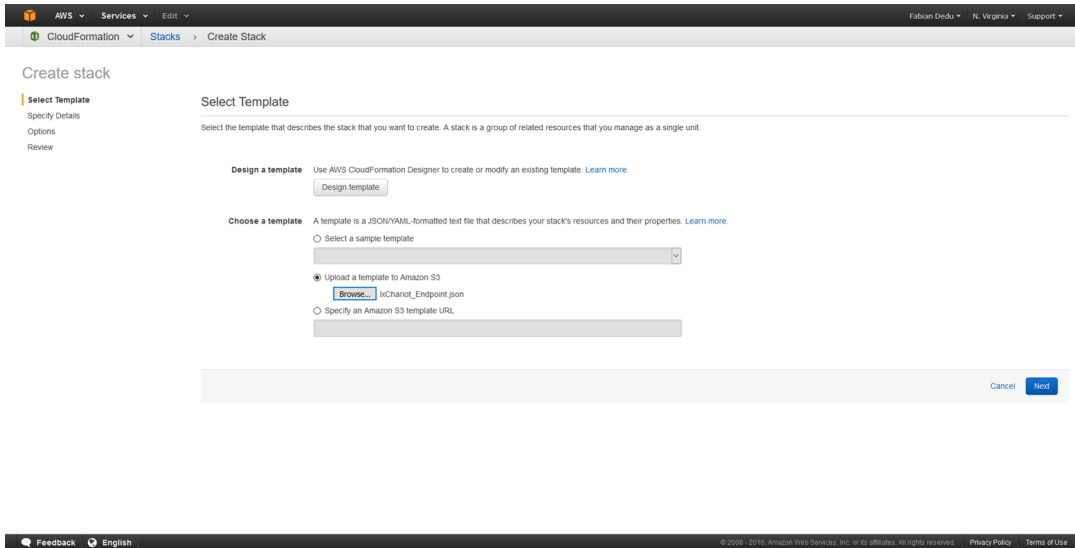 AWS Services Edit Fabian Dedu N. Virginia Support
CloudFormation Stacks > Create Stack
Create stack
Select Template
Specify Details
Options
Review
Select Template
Select the template that describes the stack that you want to create. A stack is a group of related resources that you manage as a single unit.
Design a template Use AWS CloudFormation Designer to create or modify an existing template. Learn more.
Design template
Choose a template A template is a JSON/YAML-formatted text file that describes your stack's resources and their properties. Learn more.
Select a sample template
Upload a template to Amazon S3
Browse... IxChariot_Endpoint.json
Specify an Amazon S3 template URL
Cancel Next
Feedback English © 2008 - 2016, Amazon Web Services, Inc. or its affiliates. All rights reserved. Privacy Policy Terms of Use